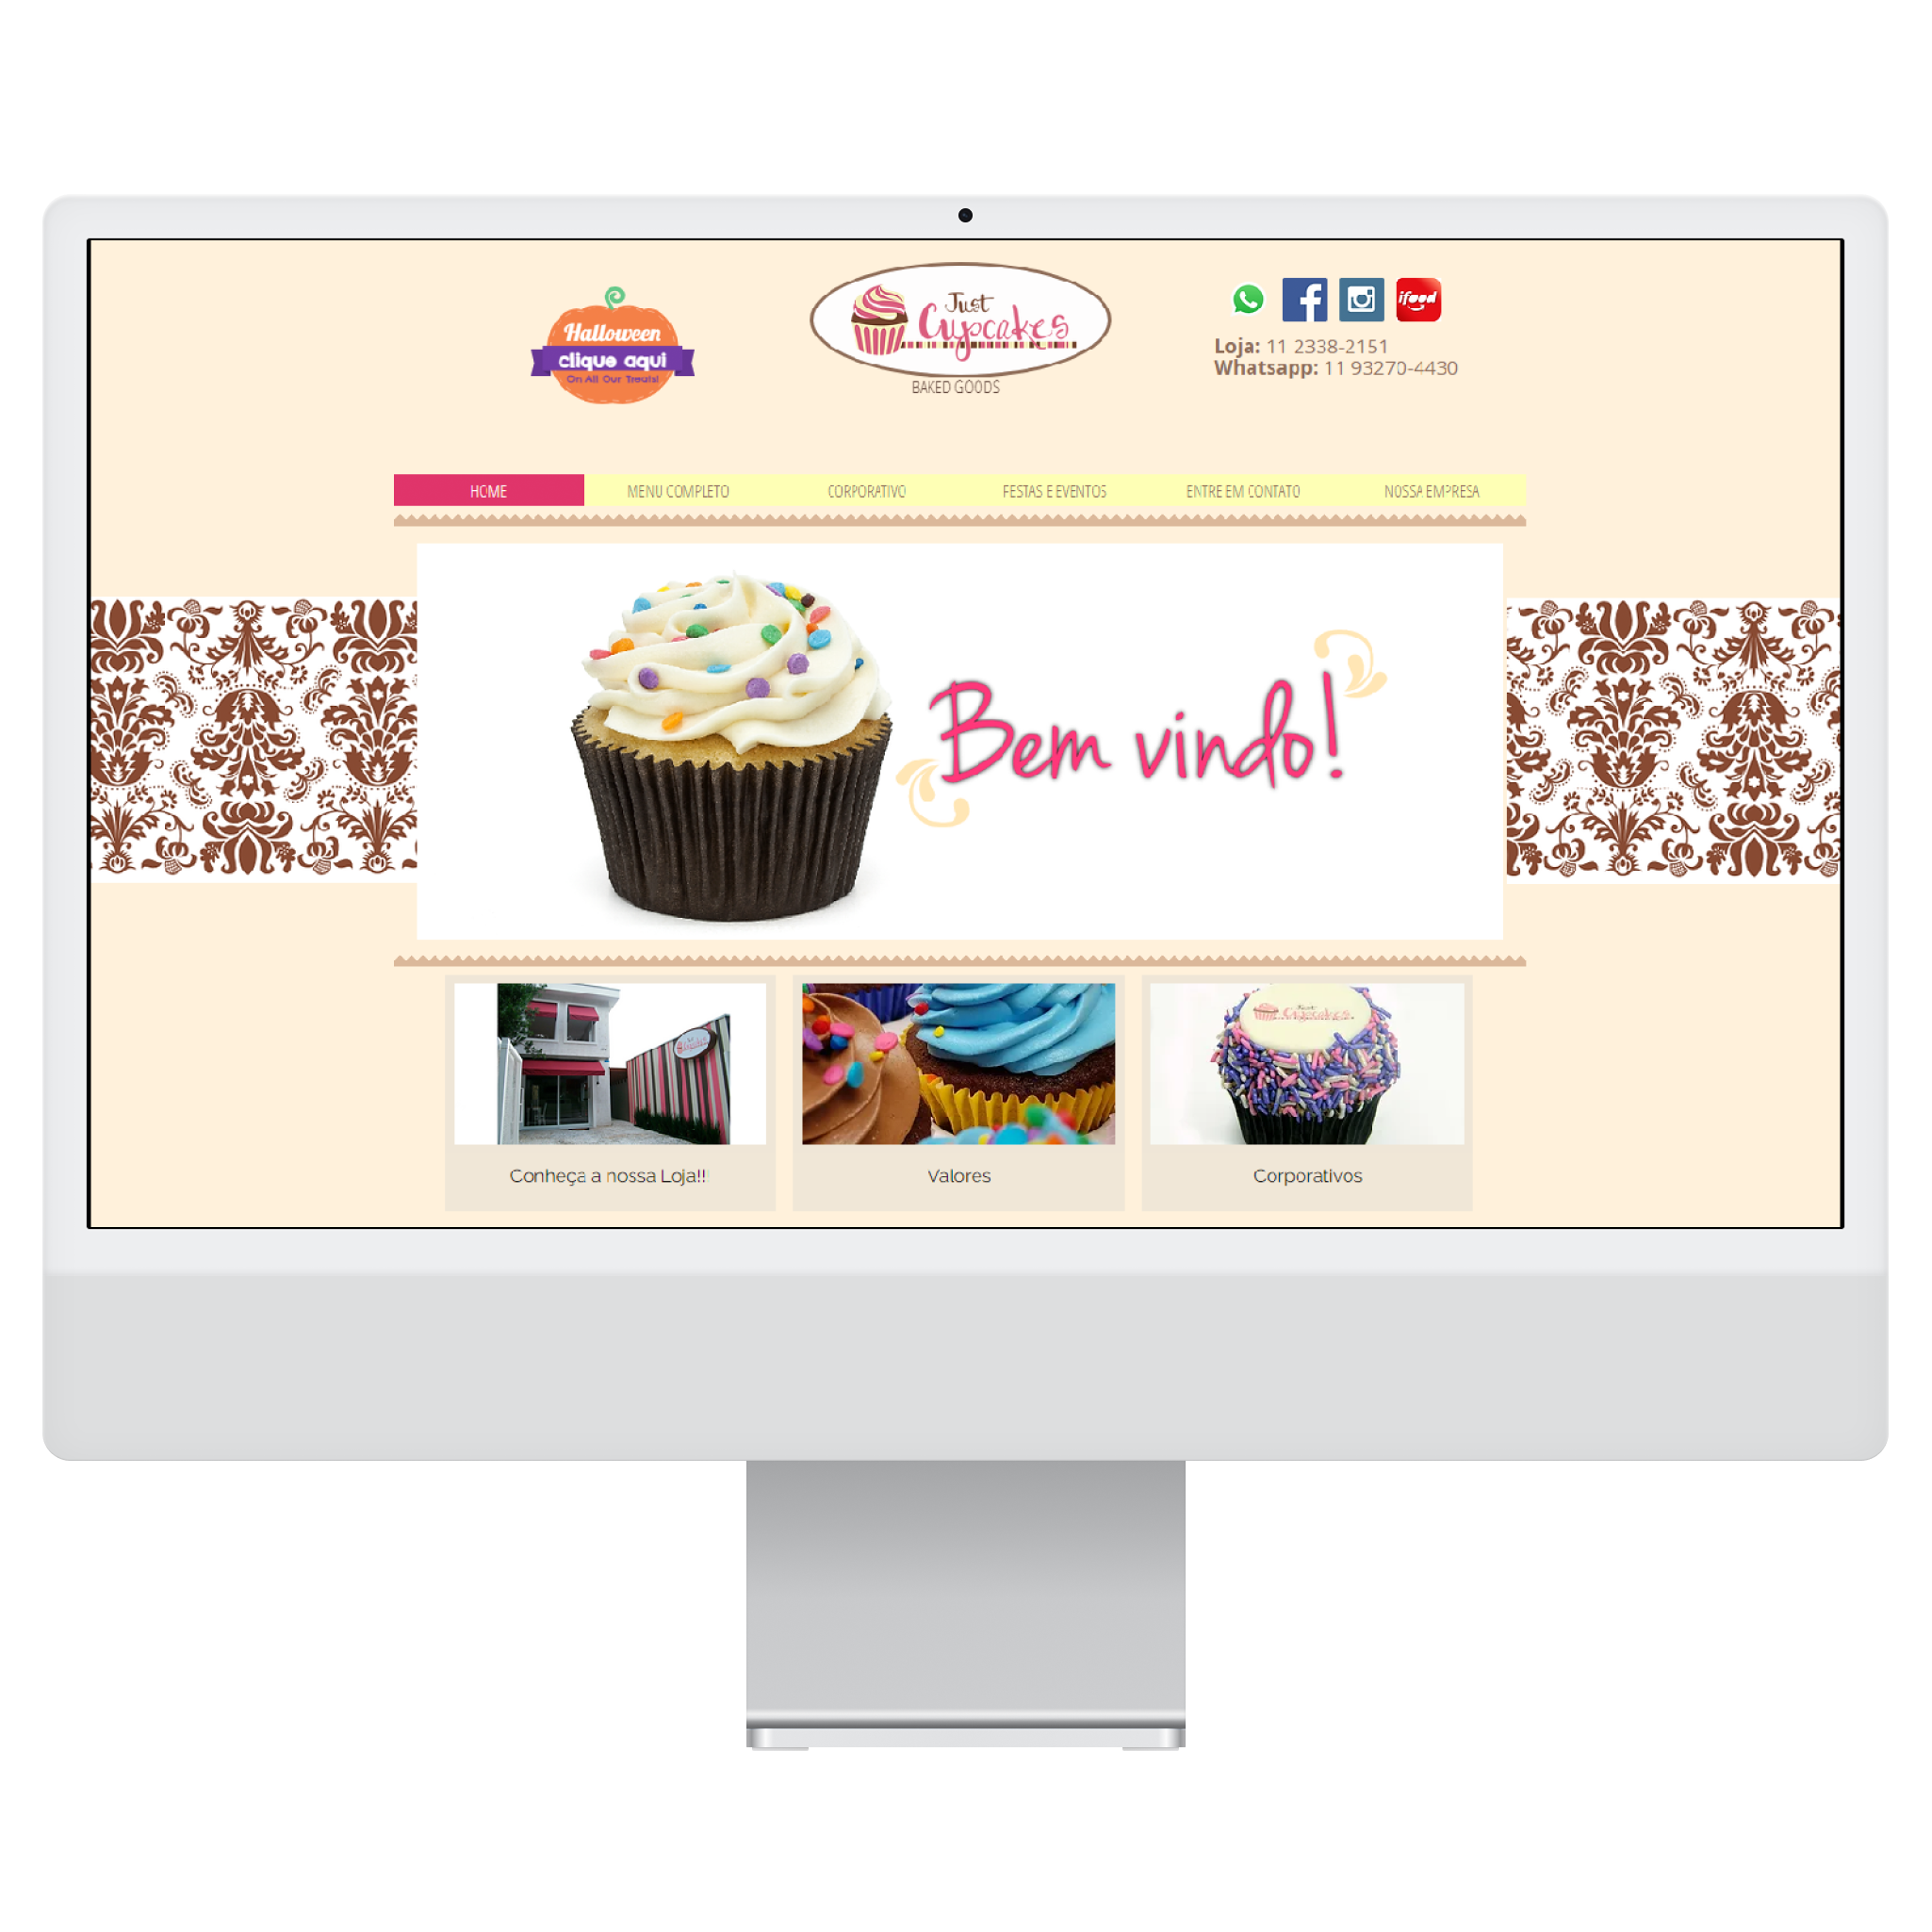 Halloween
clique aqui
On All Our Treats!
Just
Cupcakes
BAKED GOODS
ifood
Loja: 11 2338-2151
Whatsapp: 11 93270-4430
HOME
MENU COMPLETO
CORPORATIVO
FESTAS E EVENTOS
ENTRE EM CONTATO
NOSSA EMPRESA
Bem vindo!
Just
Cupcakes
Conheça a nossa Loja!!!
Valores
Corporativos